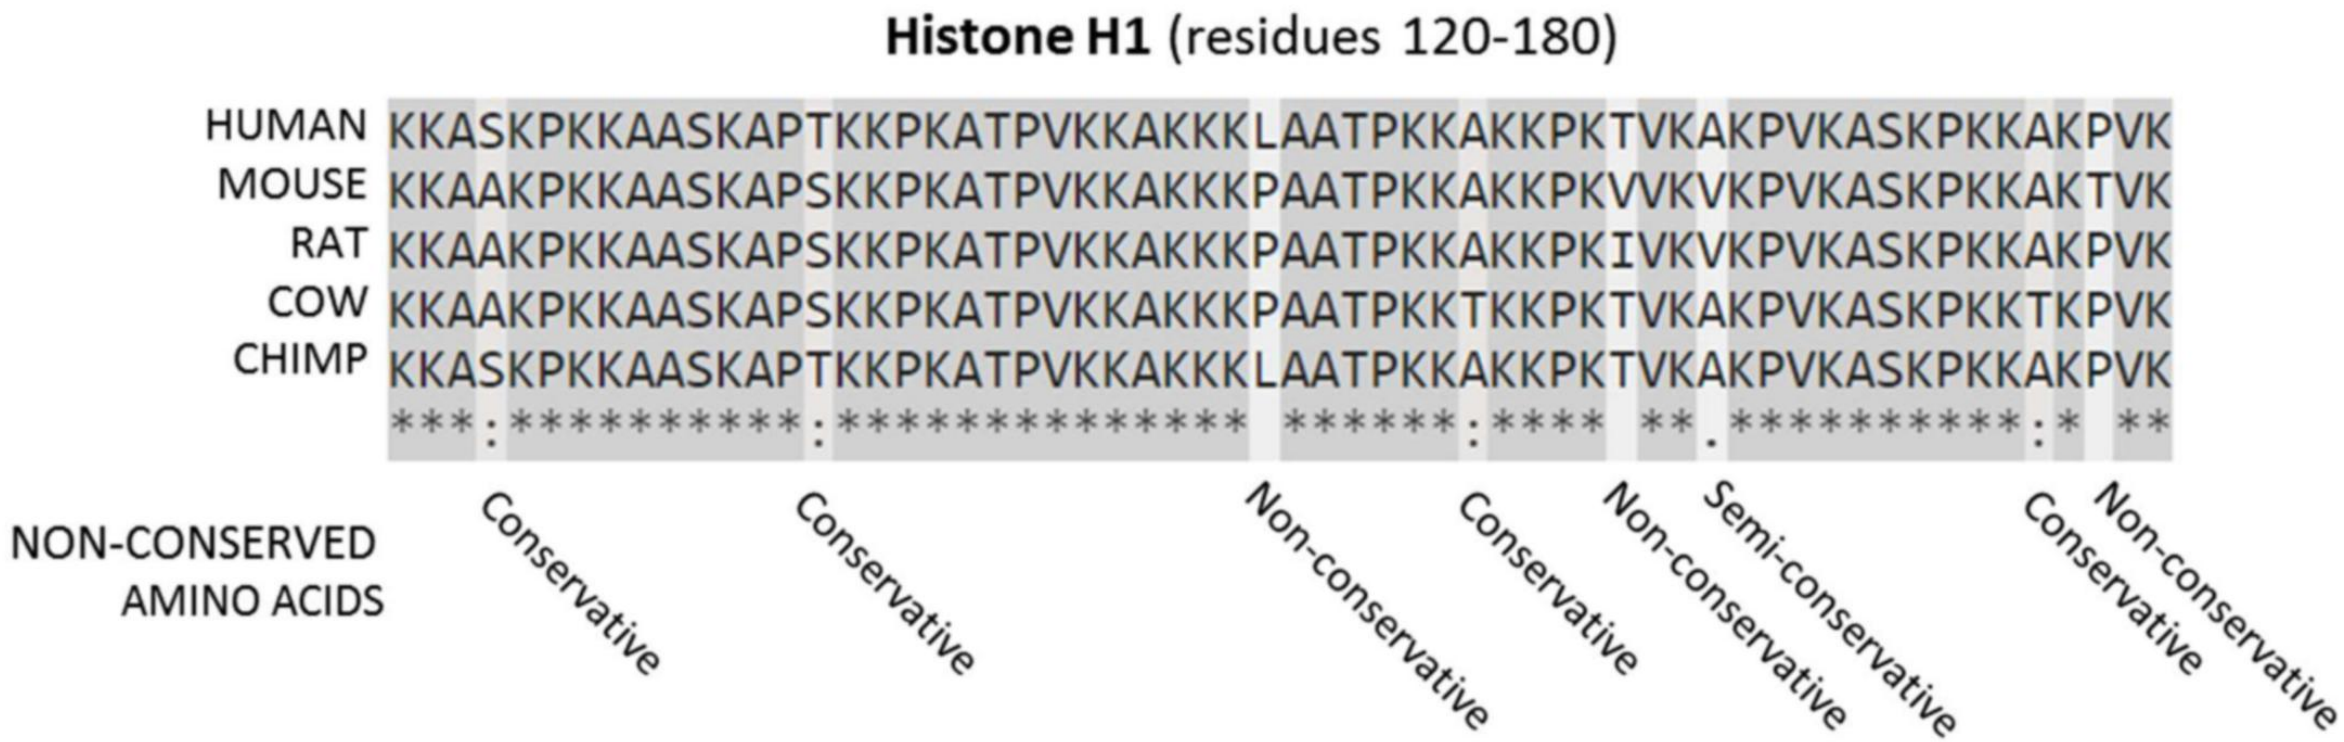 Histone H1 (residues 120-180)
HUMAN KKASKPKKAASKAPTKKPKATPVKKAKKKLAATPKKAKKPKTVKAKPVKASKPKKAKPVK
MOUSE KKAAKPKKAASKAPSKKPKATPVKKAKKKPAATPKKAKKPKVVKVKPVKASKPKKAKTVK
RAT KKAAKPKKAASKAPSKKPKATPVKKAKKKPAATPKKAKKPKIVKVKPVKASKPKKAKPVK
COW KKAAKPKKAASKAPSKKPKATPVKKAKKKPAATPKKTKKPKTVKAKPVKASKPKKTKPVK
CHIMP KKASKPKKAASKAPTKKPKATPVKKAKKKLAATPKKAKKPKTVKAKPVKASKPKKAKPVK
***:**********:************** ******:**** **.**********:* **
NON-CONSERVED
AMINO ACIDS
Conservative
Conservative
Non-conservative
Conservative
Non-conservative
Semi-conservative
Conservative
Non-conservative